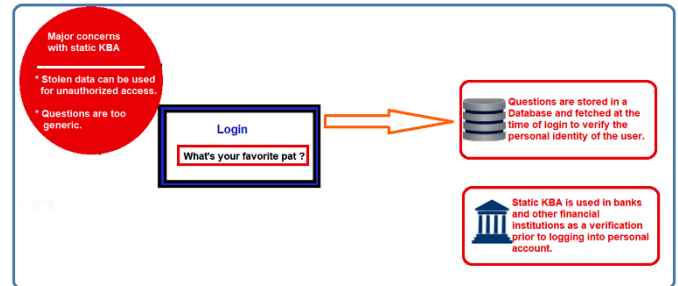 Major concerns
with static KBA
* Stolen data can be used
for unauthorized access.
* Questions are too
generic.
Login
What's your favorite pat ?
Questions are stored in a
Database and fetched at the
time of login to verify the
personal identity of the user.
Static KBA is used in banks
and other financial
institutions as a verification
prior to logging into personal
account.